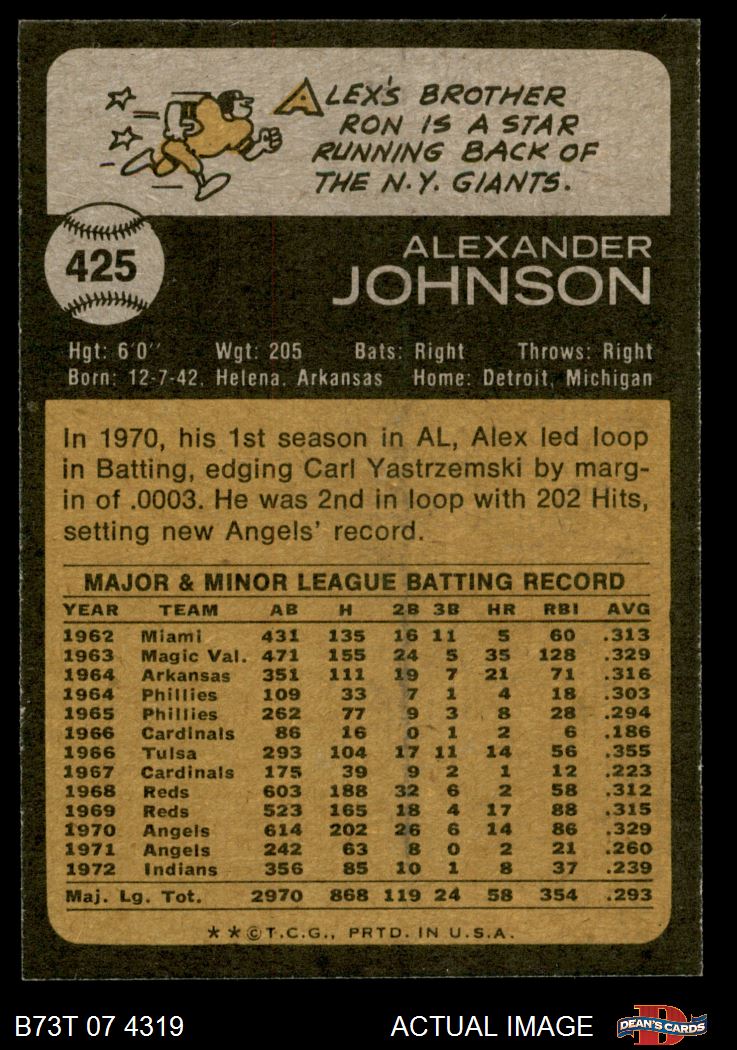 ALEX'S BROTHER
RON IS A STAR
RUNNING BACK OF
THE N.Y. GIANTS.
425
ALEXANDER
JOHNSON
Hgt: 6'0" Wgt: 205 Bats: Right Throws: Right
Born: 12-7-42. Helena. Arkansas Home: Detroit, Michigan
In 1970, his 1st season in AL, Alex led loop
in Batting, edging Carl Yastrzemski by marg-
in of .0003. He was 2nd in loop with 202 Hits,
setting new Angels' record.
MAJOR & MINOR LEAGUE BATTING RECORD
YEAR TEAM AB H 2B 3B HR RBI AVG
1962 Miami 431 135 16 11 5 60 .313
1963 Magic Val. 471 155 24 5 35 128 .329
1964 Arkansas 351 111 19 7 21 71 .316
1964 Phillies 109 33 7 1 4 18 .303
1965 Phillies 262 77 9 3 8 28 .294
1966 Cardinals 86 16 0 1 2 6 .186
1966 Tulsa 293 104 17 11 14 56 .355
1967 Cardinals 175 39 9 2 1 12 .223
1968 Reds 603 188 32 6 2 58 .312
1969 Reds 523 165 18 4 17 88 .315
1970 Angels 614 202 26 6 14 86 .329
1971 Angels 242 63 8 0 2 21 .260
1972 Indians 356 85 10 1 8 37 .239
Maj. Lg. Tot. 2970 868 119 24 58 354 .293
★★©T.C.G., PRTD. IN U.S.A.
B73T 07 4319 ACTUAL IMAGE D DEAN'S CARDS